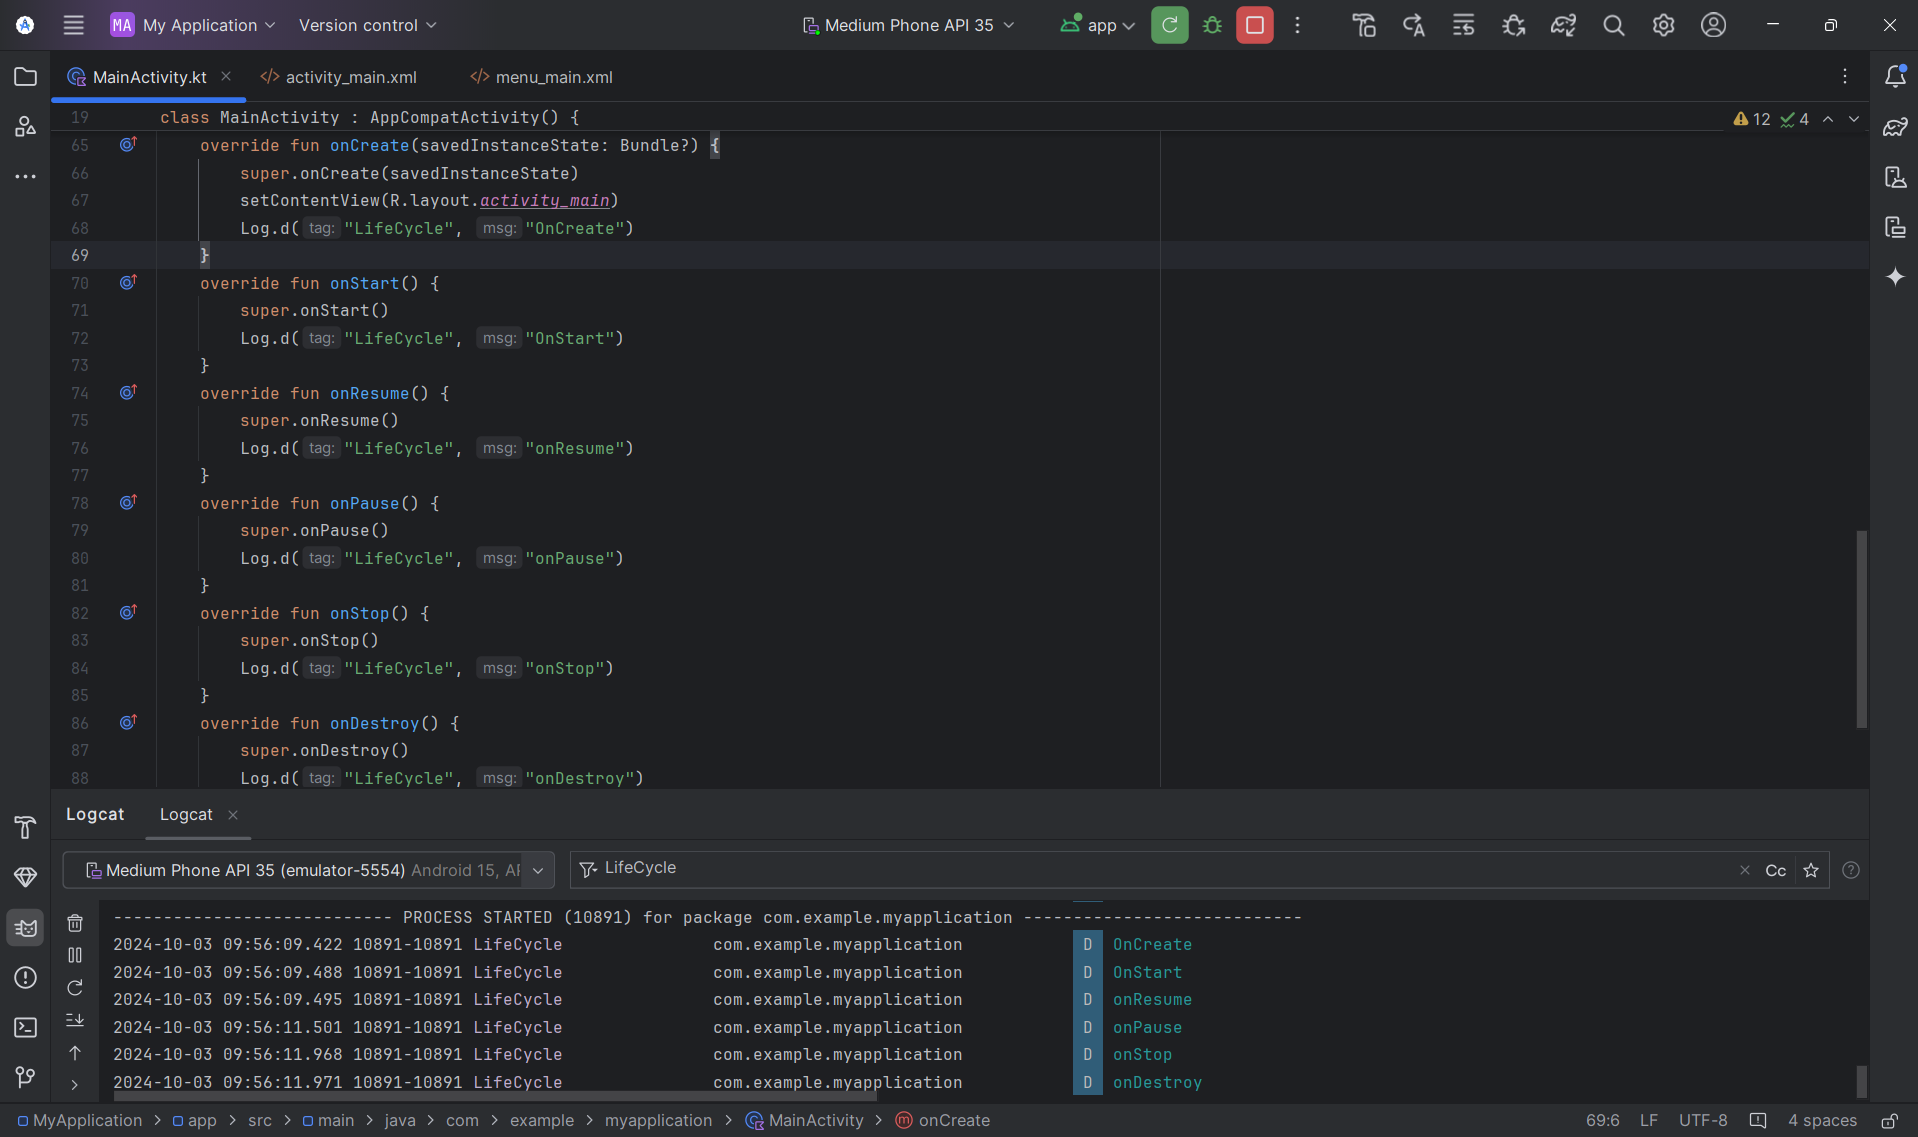 MA My Application Version control Medium Phone API 35 app
MainActivity.kt activity_main.xml menu_main.xml
19 class MainActivity : AppCompatActivity() { 12 4
65 override fun onCreate(savedInstanceState: Bundle?) {
66 super.onCreate(savedInstanceState)
67 setContentView(R.layout.activity_main)
68 Log.d( tag: "LifeCycle", msg: "OnCreate")
69 }
70 override fun onStart() {
71 super.onStart()
72 Log.d( tag: "LifeCycle", msg: "OnStart")
73 }
74 override fun onResume() {
75 super.onResume()
76 Log.d( tag: "LifeCycle", msg: "onResume")
77 }
78 override fun onPause() {
79 super.onPause()
80 Log.d( tag: "LifeCycle", msg: "onPause")
81 }
82 override fun onStop() {
83 super.onStop()
84 Log.d( tag: "LifeCycle", msg: "onStop")
85 }
86 override fun onDestroy() {
87 super.onDestroy()
88 Log.d( tag: "LifeCycle", msg: "onDestroy")
Logcat Logcat
Medium Phone API 35 (emulator-5554) Android 15, AP LifeCycle Cc
---------------------------- PROCESS STARTED (10891) for package com.example.myapplication ----------------------------
2024-10-03 09:56:09.422 10891-10891 LifeCycle com.example.myapplication D OnCreate
2024-10-03 09:56:09.488 10891-10891 LifeCycle com.example.myapplication D OnStart
2024-10-03 09:56:09.495 10891-10891 LifeCycle com.example.myapplication D onResume
2024-10-03 09:56:11.501 10891-10891 LifeCycle com.example.myapplication D onPause
2024-10-03 09:56:11.968 10891-10891 LifeCycle com.example.myapplication D onStop
2024-10-03 09:56:11.971 10891-10891 LifeCycle com.example.myapplication D onDestroy
MyApplication > app > src > main > java > com > example > myapplication > MainActivity > onCreate 69:6 LF UTF-8 4 spaces